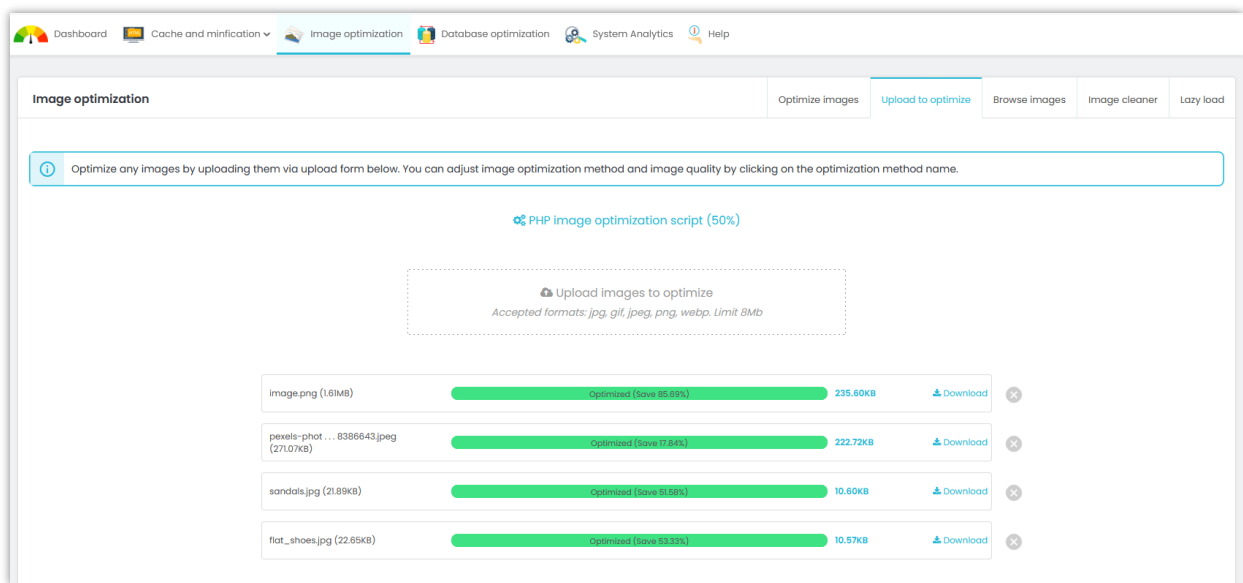 Dashboard Cache and minfication Image optimization Database optimization System Analytics Help
Image optimization Optimize images Upload to optimize Browse images Image cleaner Lazy load
Optimize any images by uploading them via upload form below. You can adjust image optimization method and image quality by clicking on the optimization method name.
PHP image optimization script (50%)
Upload images to optimize
Accepted formats: jpg, gif, jpeg, png, webp. Limit 8Mb
image.png (1.61MB) Optimized (Save 85.69%) 235.60KB Download
pexels-phot . . . 8386643.jpeg
(271.07KB) Optimized (Save 17.84%) 222.72KB Download
sandals.jpg (21.89KB) Optimized (Save 51.58%) 10.60KB Download
flat_shoes.jpg (22.65KB) Optimized (Save 53.33%) 10.57KB Download